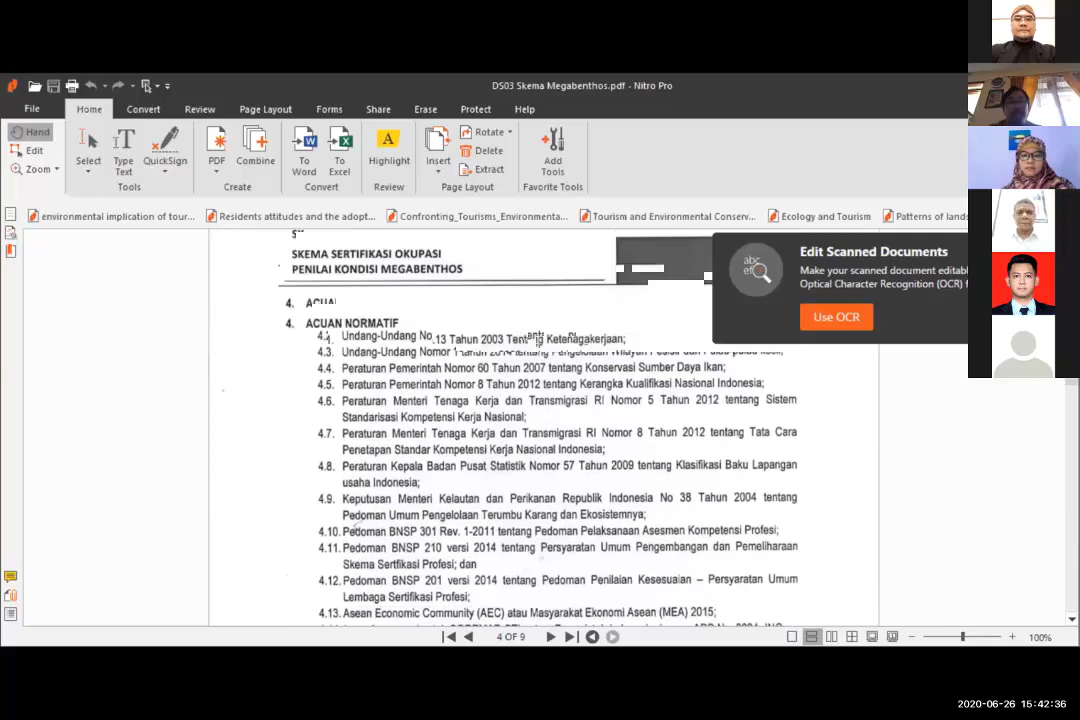 DS03 Skema Megabenthos.pdf - Nitro Pro
File Home Convert Review Page Layout Forms Share Erase Protect Help
Hand
Edit
Zoom
Select
Type Text
QuickSign
Tools
PDF
Combine
Create
To Word
To Excel
Convert
Highlight
Review
Insert
Rotate
Delete
Extract
Page Layout
Add Tools
Favorite Tools
environmental implication of tour...
Residents attitudes and the adopt...
Confronting_Tourisms_Environmenta...
Tourism and Environmental Conserv...
Ecology and Tourism
Patterns of lands
SKEMA SERTIFIKASI OKUPASI
PENILAI KONDISI MEGABENTHOS
Edit Scanned Documents
Make your scanned document editabl
Optical Character Recognition (OCR) f
Use OCR
4.
4. ACUAN NORMATIF
Undang-Undang No 13 Tahun 2003 Tentang Ketenagakerjaan;
4.3. Undang-Undang Nomor
4.4. Peraturan Pemerintah Nomor 60 Tahun 2007 tentang Konservasi Sumber Daya Ikan;
4.5. Peraturan Pemerintah Nomor 8 Tahun 2012 tentang Kerangka Kualifikasi Nasional Indonesia;
4.6. Peraturan Menteri Tenaga Kerja dan Transmigrasi RI Nomor 5 Tahun 2012 tentang Sistem
Standarisasi Kompetensi Kerja Nasional;
4.7. Peraturan Menteri Tenaga Kerja dan Transmigrasi RI Nomor 8 Tahun 2012 tentang Tata Cara
Penetapan Standar Kompetensi Kerja Nasional Indonesia;
4.8. Peraturan Kepala Badan Pusat Statistik Nomor 57 Tahun 2009 tentang Klasifikasi Baku Lapangan
usaha Indonesia;
4.9. Keputusan Menteri Kelautan dan Perikanan Republik Indonesia No 38 Tahun 2004 tentang
Pedoman Umum Pengelolaan Terumbu Karang dan Ekosistemnya;
4.10. Pedoman BNSP 301 Rev. 1-2011 tentang Pedoman Pelaksanaan Asesmen Kompetensi Profesi;
4.11. Pedoman BNSP 210 versi 2014 tentang Persyaratan Umum Pengembangan dan Pemeliharaan
Skema Sertfikasi Profesi; dan
4.12. Pedoman BNSP 201 versi 2014 tentang Pedoman Penilaian Kesesuaian – Persyaratan Umum
Lembaga Sertifikasi Profesi;
4.13. Asean Economic Community (AEC) atau Masyarakat Ekonomi Asean (MEA) 2015;
4 OF 9
100%
2020-06-26 15:42:36